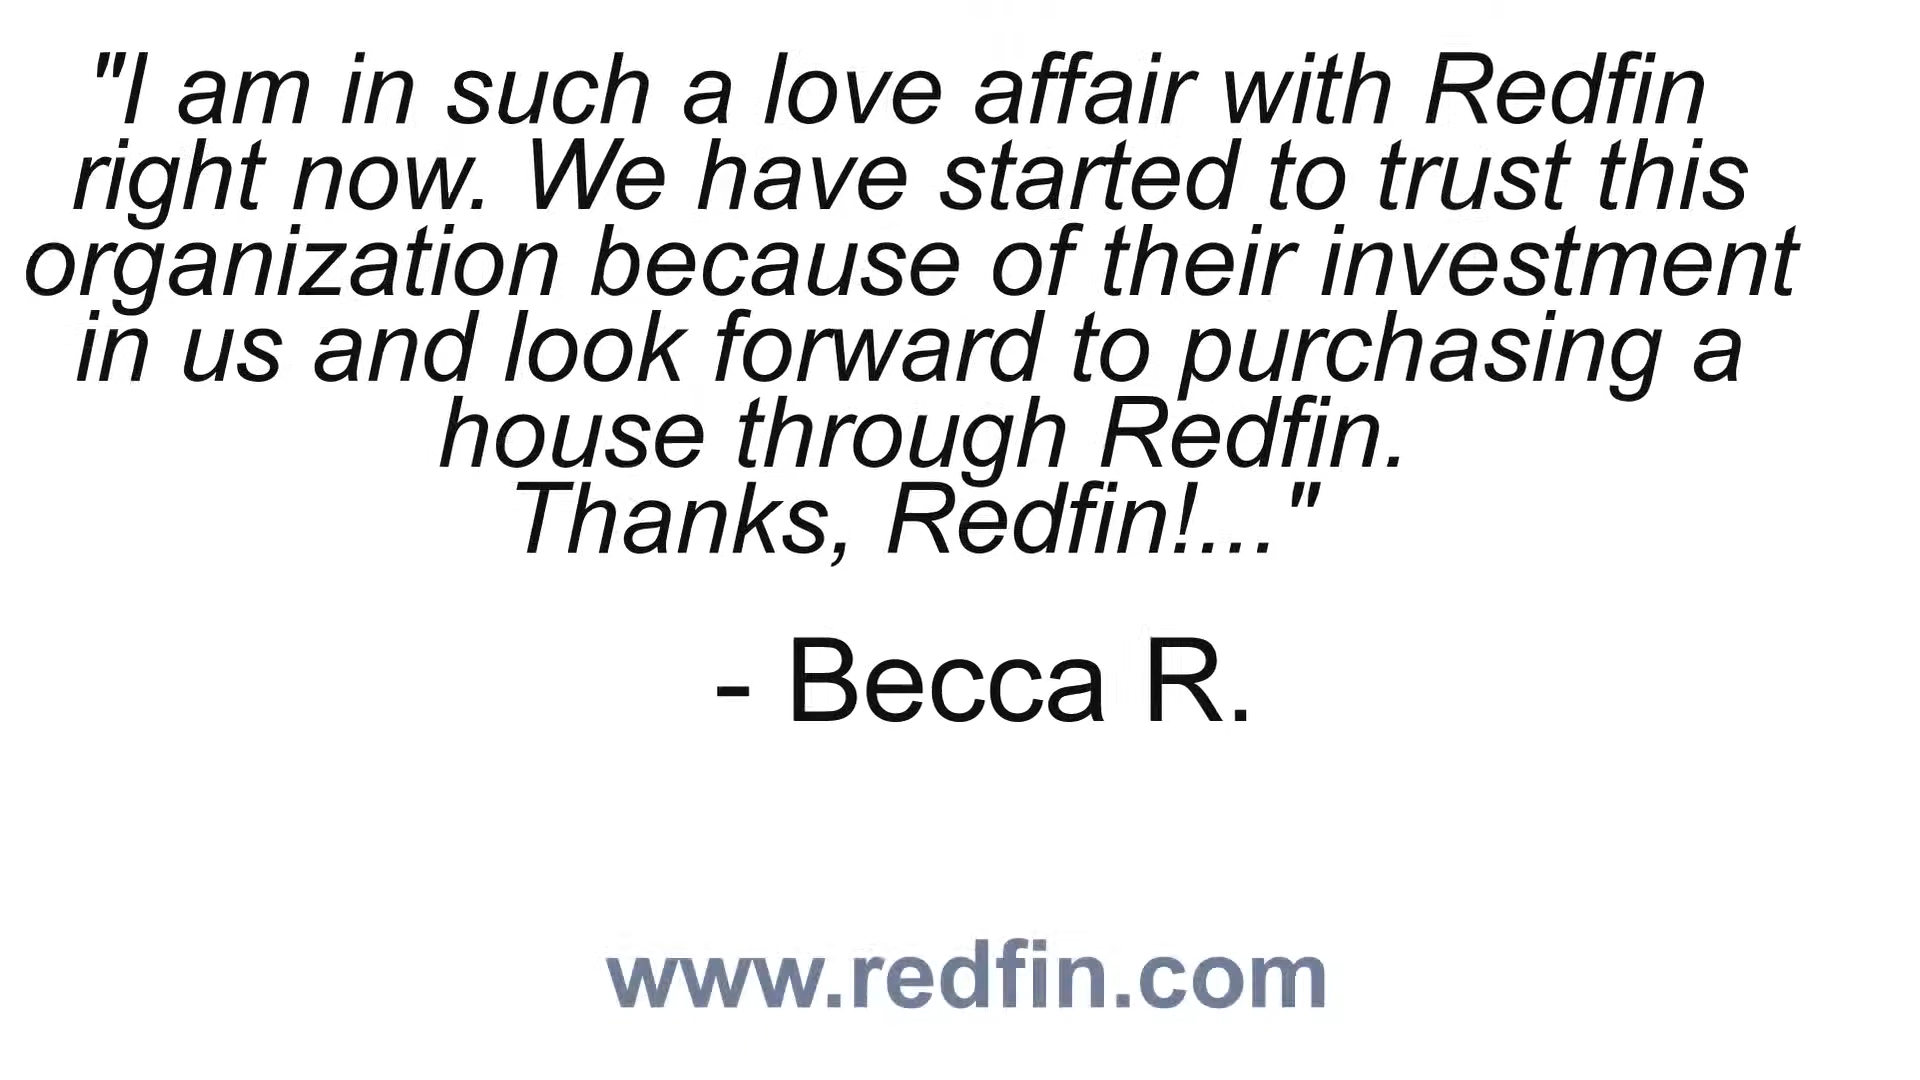 "I am in such a love affair with Redfin
right now. We have started to trust this
organization because of their investment
in us and look forward to purchasing a
house through Redfin.
Thanks, Redfin!..."
- Becca R.
www.redfin.com